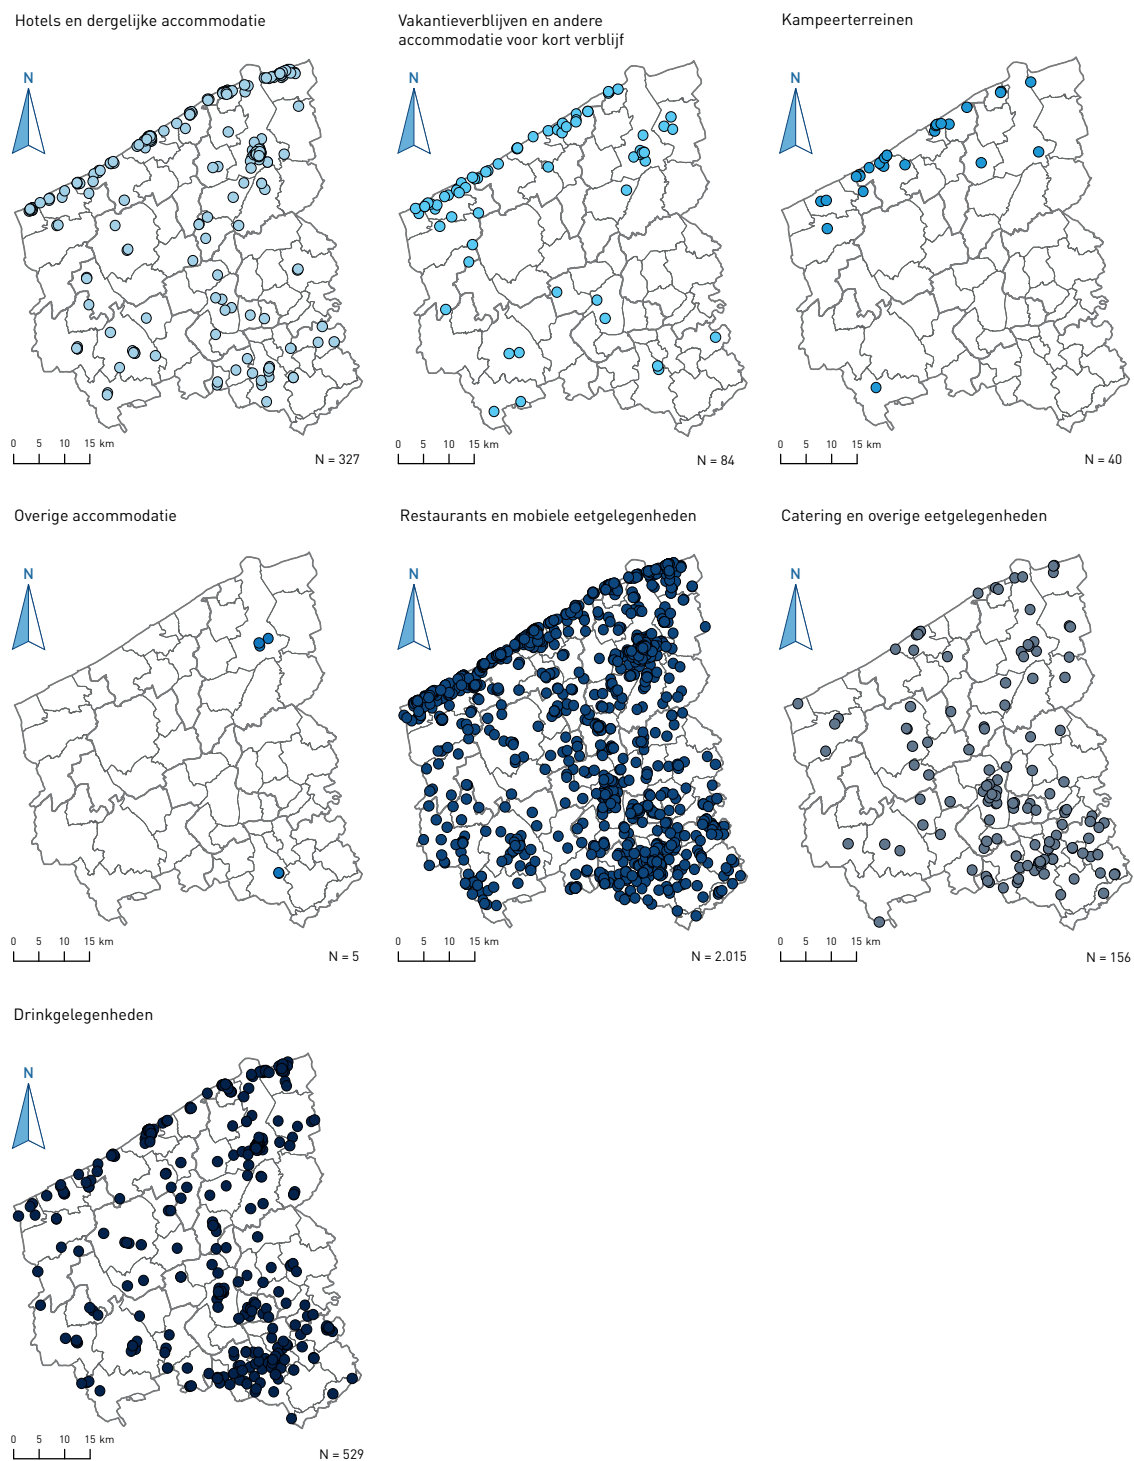 Hotels en dergelijke accommodatie
N
0 5 10 15 km
N = 327
Vakantieverblijven en andere
accommodatie voor kort verblijf
N
0 5 10 15 km
N = 84
Kampeerterreinen
N
0 5 10 15 km
N = 40
Overige accommodatie
N
0 5 10 15 km
N = 5
Restaurants en mobiele eetgelegenheden
N
0 5 10 15 km
N = 2.015
Catering en overige eetgelegenheden
N
0 5 10 15 km
N = 156
Drinkgelegenheden
N
0 5 10 15 km
N = 529